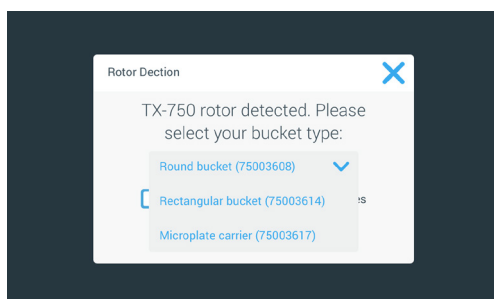 Rotor Dection
TX-750 rotor detected. Please
select your bucket type:
Round bucket (75003608)
Rectangular bucket (75003614)
Microplate carrier (75003617)